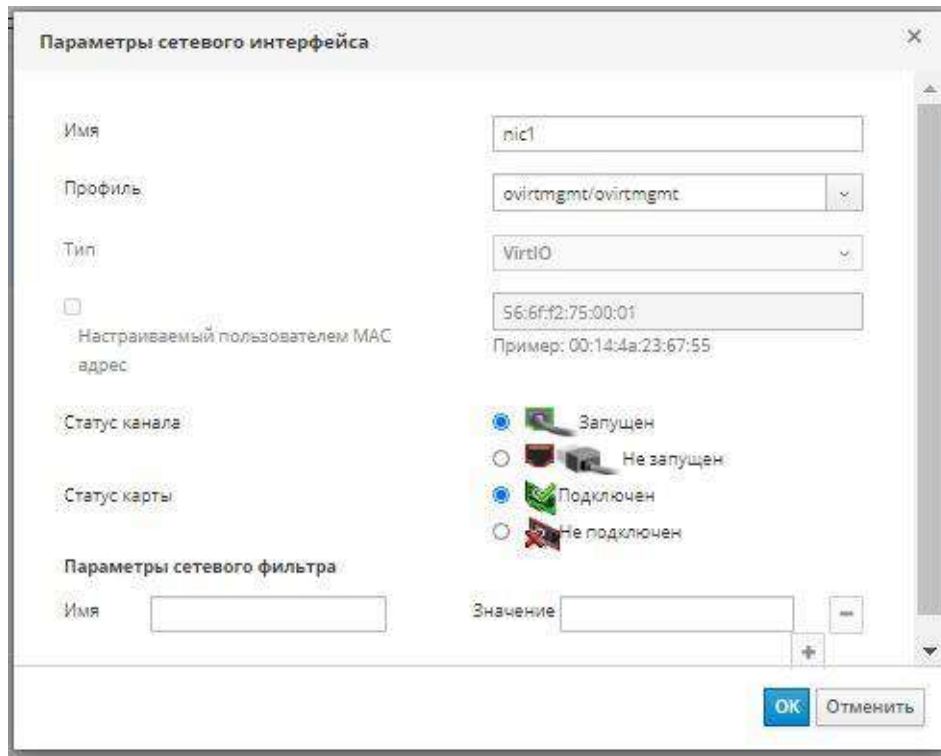 Параметры сетевого интерфейса
Имя
nic1
Профиль
ovirtmgmt/ovirtmgmt
Тип
VirtIO
56:6f:f2:75:00:01
Настраиваемый пользователем MAC
адрес
Пример: 00:14:4a:23:67:55
Статус канала
Запущен
Не запущен
Статус карты
Подключен
Не подключен
Параметры сетевого фильтра
Имя
Значение
OK
Отменить